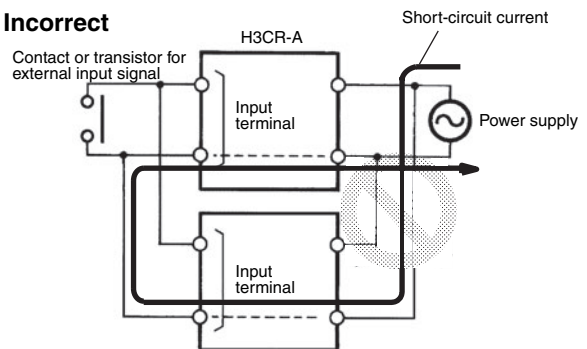 Incorrect
Short-circuit current
H3CR-A
Contact or transistor for
external input signal
Input
terminal
Power supply
Input
terminal